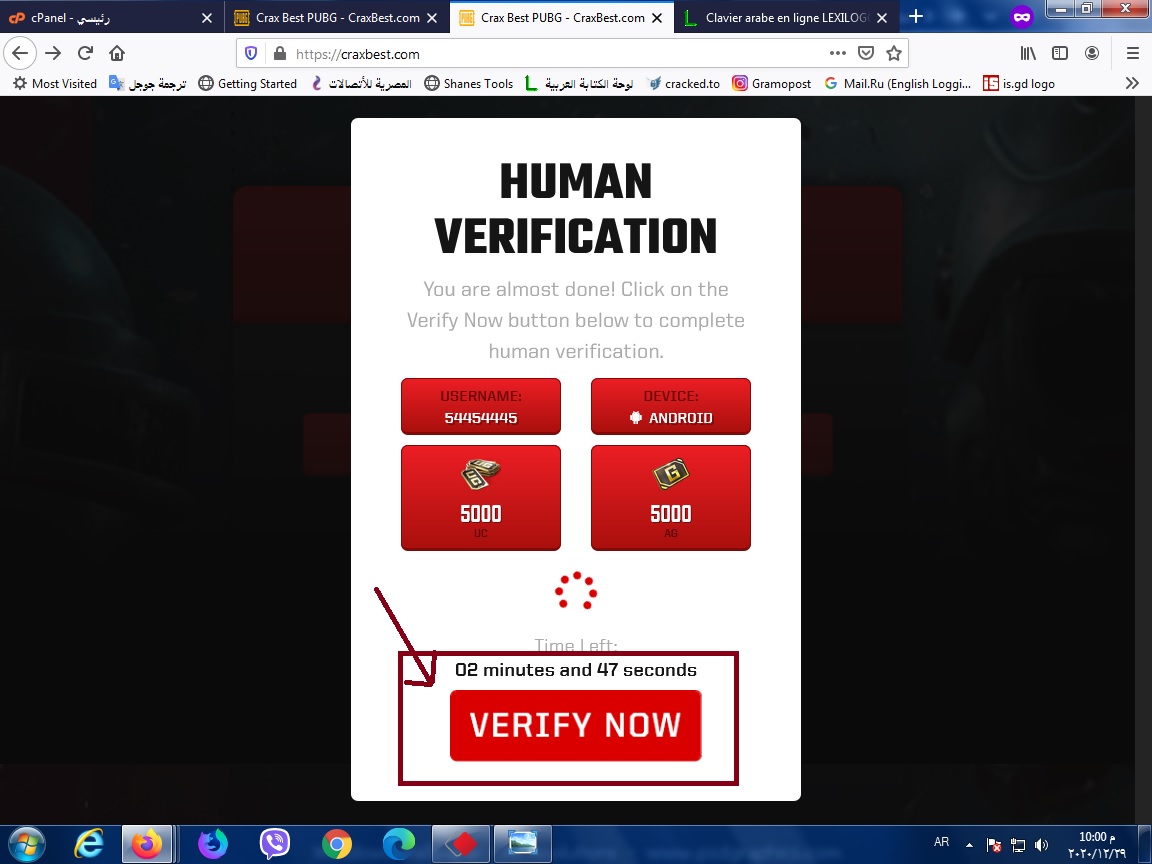 cPanel - رئيسي
Crax Best PUBG - CraxBest.com
Crax Best PUBG - CraxBest.com
Clavier arabe en ligne LEXILOG
https://craxbest.com
Most Visited
ترجمة جوجل
Getting Started
المصرية للأتصالات
Shanes Tools
لوحة الكتابة العربية
cracked.to
Gramopost
Mail.Ru (English Loggi...
is.gd logo
HUMAN
VERIFICATION
You are almost done! Click on the
Verify Now button below to complete
human verification.
USERNAME:
54454445
DEVICE:
ANDROID
5000
UC
5000
AG
Time Left:
02 minutes and 47 seconds
VERIFY NOW
AR
10:00 م
٢٠٢٠/١٢/٢٩